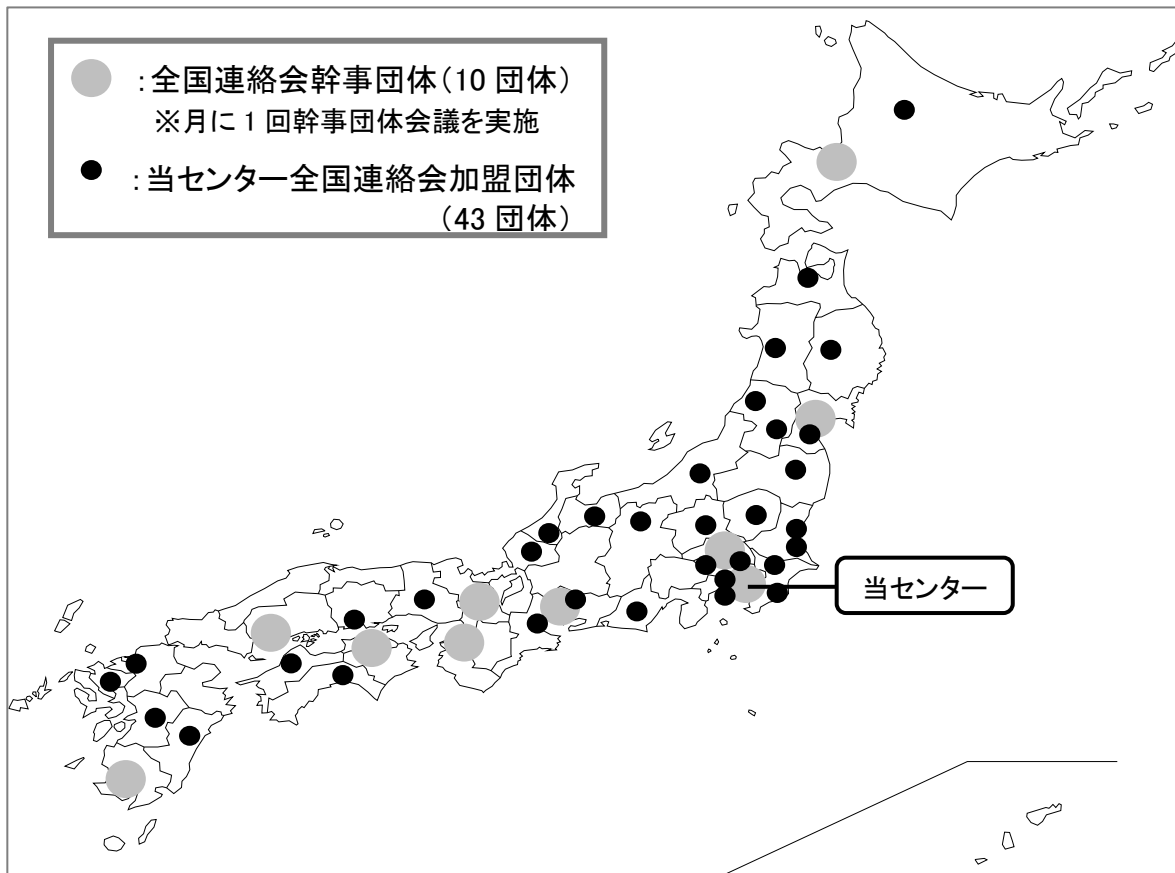 ：全国連絡会幹事団体（10 団体）
※月に 1 回幹事団体会議を実施
：当センター全国連絡会加盟団体
（43 団体）
当センター